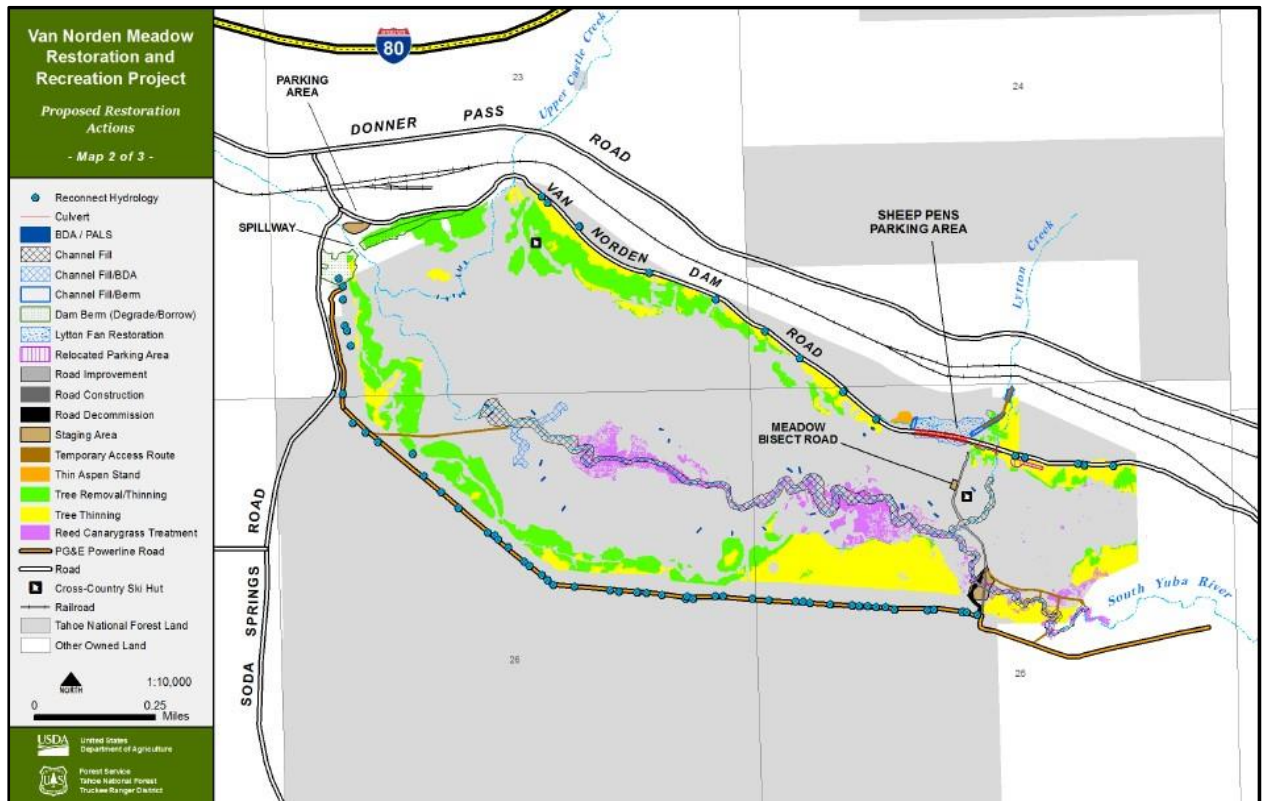 Van Norden Meadow
Restoration and
Recreation Project
Proposed Restoration
Actions
- Map 2 of 3 -
Reconnect Hydrology
Culvert
BDA / PALS
Channel Fill
Channel Fill/BDA
Channel Fill/Berm
Dam Berm (Degrade/Borrow)
Lytton Fan Restoration
Relocated Parking Area
Road Improvement
Road Construction
Road Decommission
Staging Area
Temporary Access Route
Thin Aspen Stand
Tree Removal/Thinning
Tree Thinning
Reed Canarygrass Treatment
PG&E Powerline Road
Road
Cross-Country Ski Hut
Railroad
Tahoe National Forest Land
Other Owned Land
NORTH
1:10,000
0 0.25
Miles
USDA
United States
Department of Agriculture
Forest Service
Tahoe National Forest
Truckee Ranger District
80
PARKING
AREA
23
Upper Castle Creek
24
DONNER PASS ROAD
SPILLWAY
VAN NORDEN DAM ROAD
SHEEP PENS
PARKING AREA
Lytton Creek
MEADOW
BISECT ROAD
SODA SPRINGS ROAD
South Yuba River
26
25